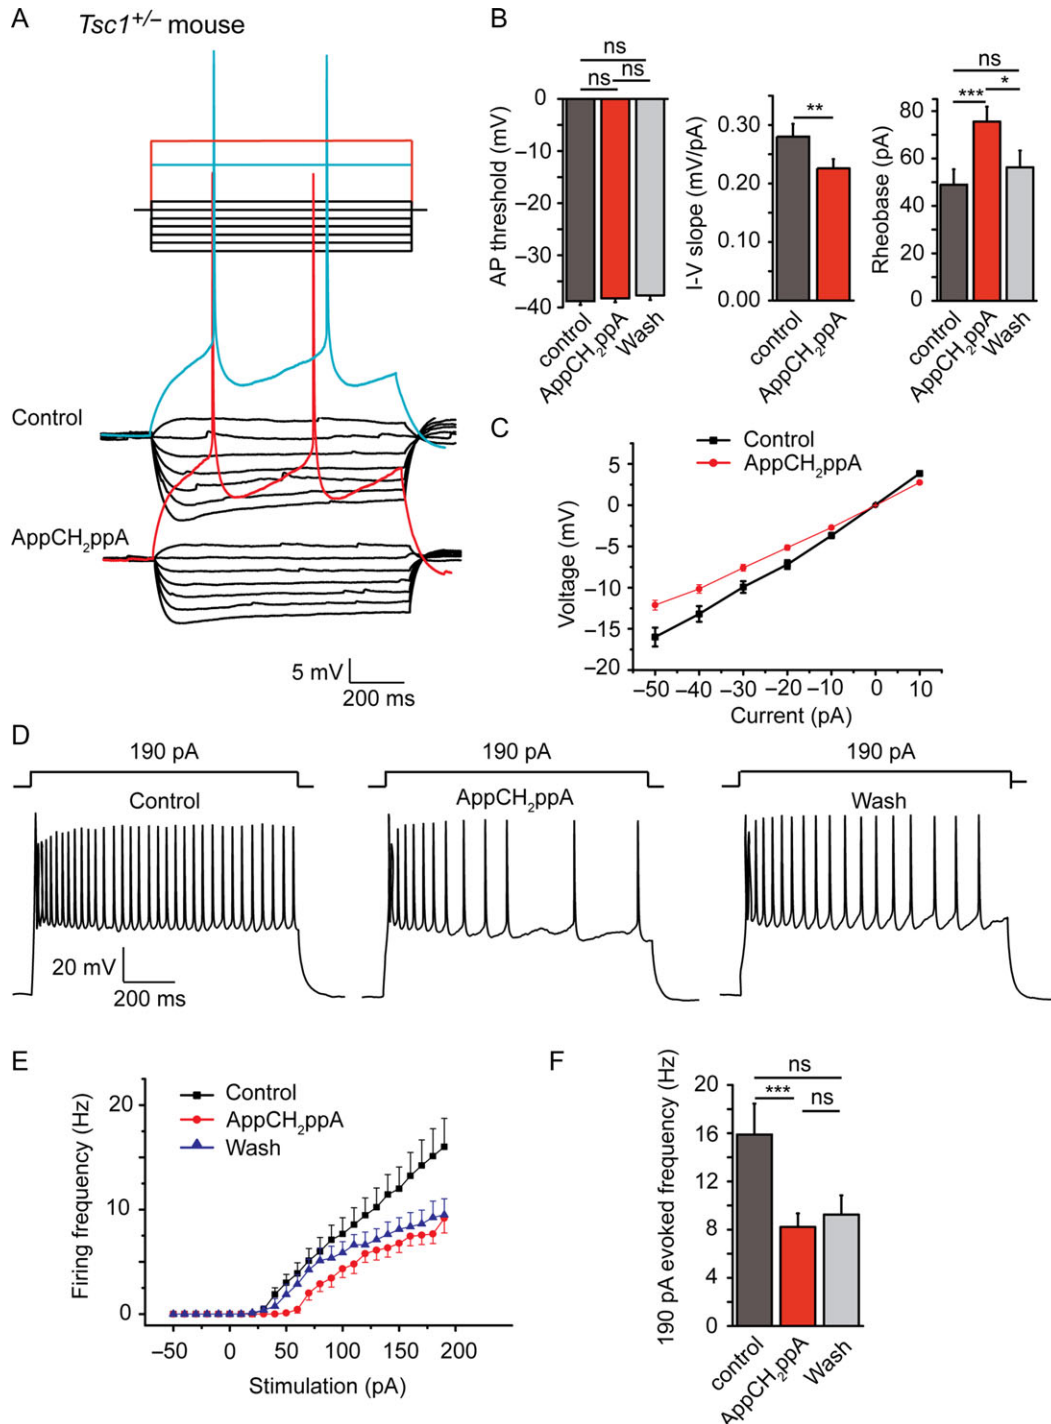 A
Tsc1+/− mouse
Control
AppCH2ppA
5 mV
200 ms
B
ns
ns
ns
0
−10
−20
−30
−40
AP threshold (mV)
control
AppCH2ppA
Wash
**
0.30
0.20
0.10
0.00
I-V slope (mV/pA)
control
AppCH2ppA
ns
***
*
80
60
40
20
0
Rheobase (pA)
control
AppCH2ppA
Wash
C
Control
AppCH2ppA
5
0
−5
−10
−15
−20
Voltage (mV)
−50
−40
−30
−20
−10
0
10
Current (pA)
D
190 pA
Control
20 mV
200 ms
190 pA
AppCH2ppA
190 pA
Wash
E
Control
AppCH2ppA
Wash
20
10
0
Firing frequency (Hz)
−50
0
50
100
150
200
Stimulation (pA)
F
ns
***
ns
20
16
12
8
4
0
190 pA evoked frequency (Hz)
control
AppCH2ppA
Wash